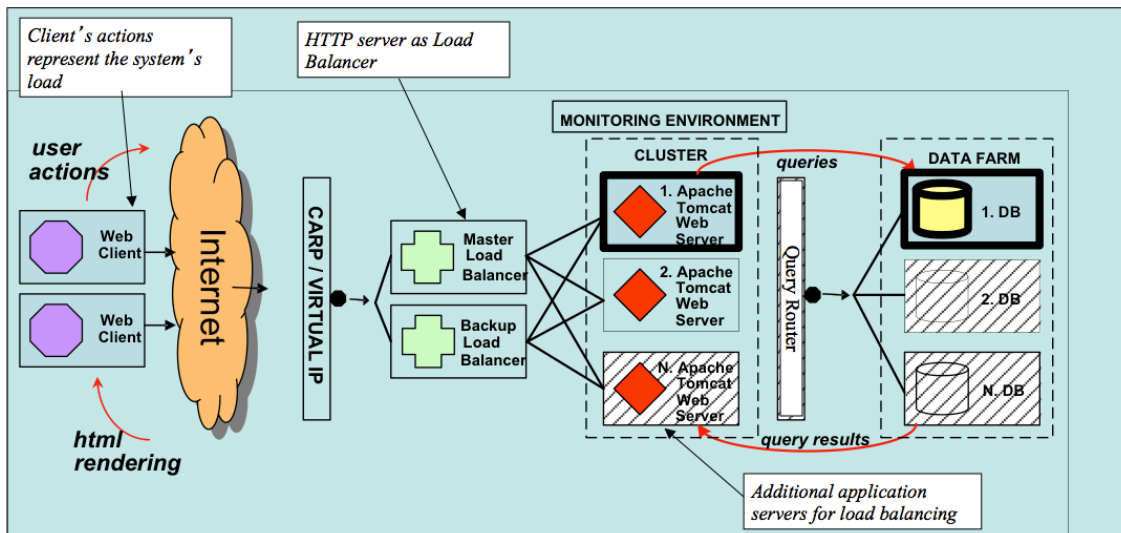 Client's actions
represent the system's
load
HTTP server as Load
Balancer
MONITORING ENVIRONMENT
user
actions
CLUSTER
queries
DATA FARM
Web
Client
Web
Client
Internet
CARP / VIRTUAL IP
Master
Load
Balancer
Backup
Load
Balancer
1. Apache
Tomcat
Web
Server
2. Apache
Tomcat
Web
Server
N. Apache
Tomcat
Web
Server
Query Router
1. DB
2. DB
N. DB
html
rendering
query results
Additional application
servers for load balancing